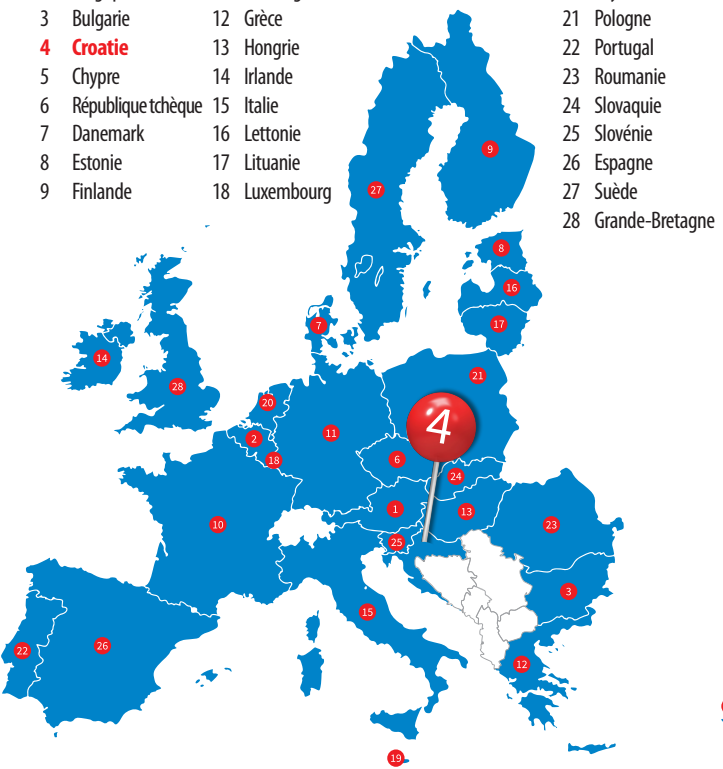 3 Bulgarie
4 Croatie
5 Chypre
6 République tchèque
7 Danemark
8 Estonie
9 Finlande
12 Grèce
13 Hongrie
14 Irlande
15 Italie
16 Lettonie
17 Lituanie
18 Luxembourg
21 Pologne
22 Portugal
23 Roumanie
24 Slovaquie
25 Slovénie
26 Espagne
27 Suède
28 Grande-Bretagne
9
27
8
16
7
17
14
21
28
20
4
11
2
18
6
24
1
13
10
23
25
3
15
26
22
12
19